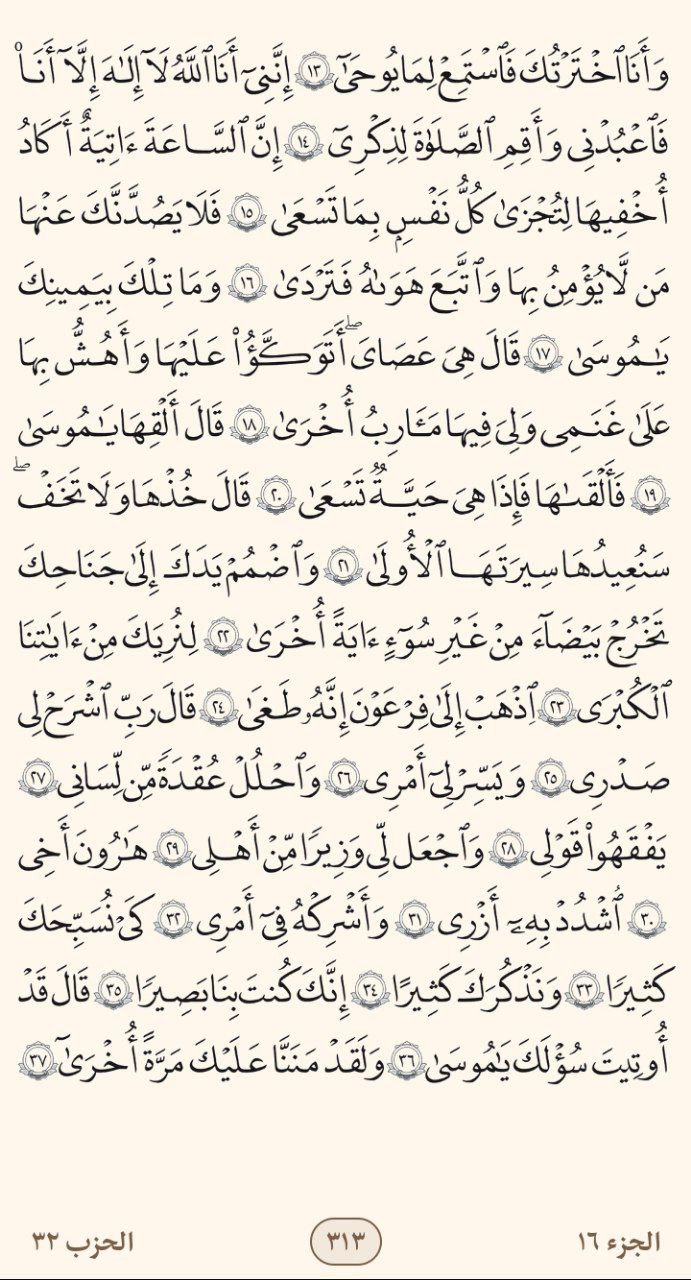 وَأَنَا ٱخْتَرْتُكَ فَٱسْتَمِعْ لِمَا يُوحَىٰٓ ١٣ إِنَّنِىٓ أَنَا ٱللَّهُ لَآ إِلَـٰهَ إِلَّآ أَنَا۠
فَٱعْبُدْنِى وَأَقِمِ ٱلصَّلَوٰةَ لِذِكْرِىٓ ١٤ إِنَّ ٱلسَّاعَةَ ءَاتِيَةٌ أَكَادُ
أُخْفِيهَا لِتُجْزَىٰ كُلُّ نَفْسٍۭ بِمَا تَسْعَىٰ ١٥ فَلَا يَصُدَّنَّكَ عَنْهَا
مَن لَّا يُؤْمِنُ بِهَا وَٱتَّبَعَ هَوَىٰهُ فَتَرْدَىٰ ١٦ وَمَا تِلْكَ بِيَمِينِكَ
يَـٰمُوسَىٰ ١٧ قَالَ هِىَ عَصَاىَ أَتَوَكَّؤُا۟ عَلَيْهَا وَأَهُشُّ بِهَا
عَلَىٰ غَنَمِى وَلِىَ فِيهَا مَـَٔارِبُ أُخْرَىٰ ١٨ قَالَ أَلْقِهَا يَـٰمُوسَىٰ
١٩ فَأَلْقَىٰهَا فَإِذَا هِىَ حَيَّةٌ تَسْعَىٰ ٢٠ قَالَ خُذْهَا وَلَا تَخَفْ ۖ
سَنُعِيدُهَا سِيرَتَهَا ٱلْأُولَىٰ ٢١ وَٱضْمُمْ يَدَكَ إِلَىٰ جَنَاحِكَ
تَخْرُجْ بَيْضَآءَ مِنْ غَيْرِ سُوٓءٍ ءَايَةً أُخْرَىٰ ٢٢ لِنُرِيَكَ مِنْ ءَايَـٰتِنَا
ٱلْكُبْرَى ٢٣ ٱذْهَبْ إِلَىٰ فِرْعَوْنَ إِنَّهُۥ طَغَىٰ ٢٤ قَالَ رَبِّ ٱشْرَحْ لِى
صَدْرِى ٢٥ وَيَسِّرْ لِىٓ أَمْرِى ٢٦ وَٱحْلُلْ عُقْدَةً مِّن لِّسَانِى ٢٧
يَفْقَهُوا۟ قَوْلِى ٢٨ وَٱجْعَل لِّى وَزِيرًا مِّنْ أَهْلِى ٢٩ هَـٰرُونَ أَخِى
٣٠ ٱشْدُدْ بِهِۦٓ أَزْرِى ٣١ وَأَشْرِكْهُ فِىٓ أَمْرِى ٣٢ كَىْ نُسَبِّحَكَ
كَثِيرًا ٣٣ وَنَذْكُرَكَ كَثِيرًا ٣٤ إِنَّكَ كُنتَ بِنَا بَصِيرًا ٣٥ قَالَ قَدْ
أُوتِيتَ سُؤْلَكَ يَـٰمُوسَىٰ ٣٦ وَلَقَدْ مَنَنَّا عَلَيْكَ مَرَّةً أُخْرَىٰٓ ٣٧
الجزء ١٦ ٣١٣ الحزب ٣٢